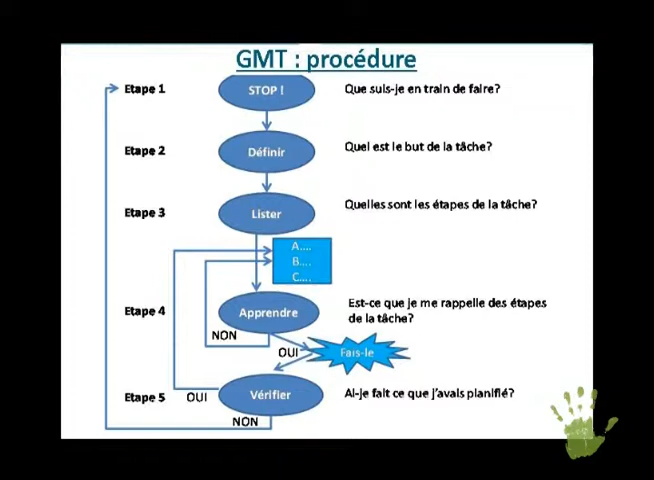 GMT : procédure
Etape 1
STOP !
Que suis-je en train de faire?
Etape 2
Définir
Quel est le but de la tâche?
Etape 3
Lister
Quelles sont les étapes de la tâche?
A....
B....
C....
Etape 4
Apprendre
Est-ce que je me rappelle des étapes
de la tâche?
NON
OUI
Fais-le
Etape 5
OUI
Vérifier
Ai-je fait ce que j'avais planifié?
NON